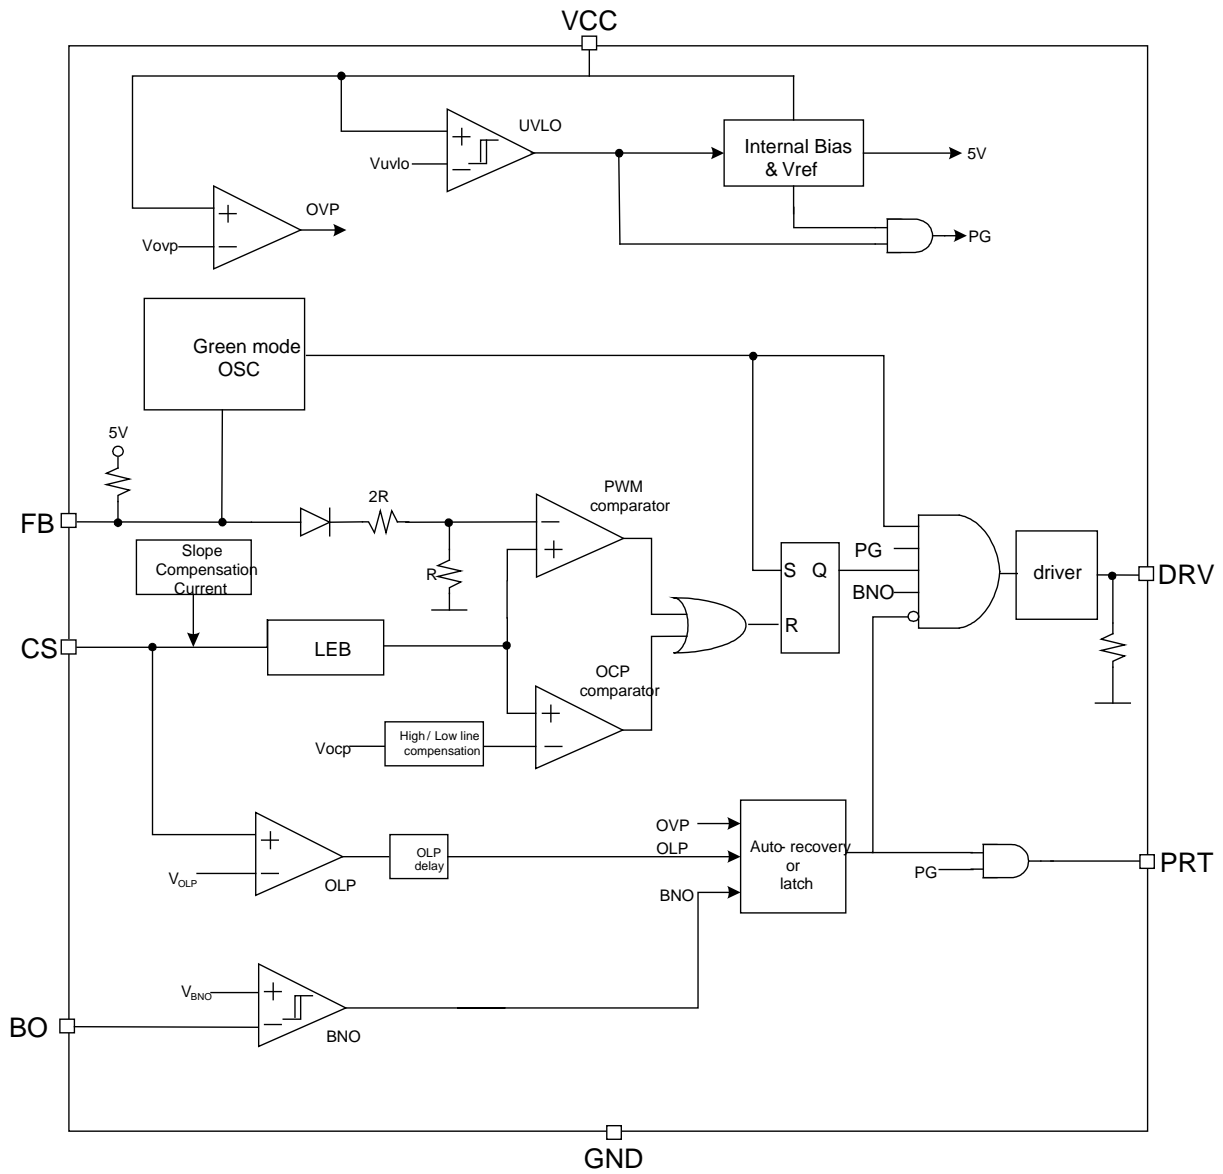 VCC
UVLO
Vuvlo
Internal Bias
& Vref
5V
OVP
Vovp
PG
Green mode
OSC
5V
FB
2R
R
PWM
comparator
Slope
Compensation
Current
CS
LEB
OCP
comparator
Vocp
High / Low line
compensation
S Q
R
PG
BNO
driver
DRV
OVP
OLP
BNO
Auto- recovery
or
latch
PG
PRT
VOLP
OLP
OLP
delay
VBNO
BNO
BO
GND